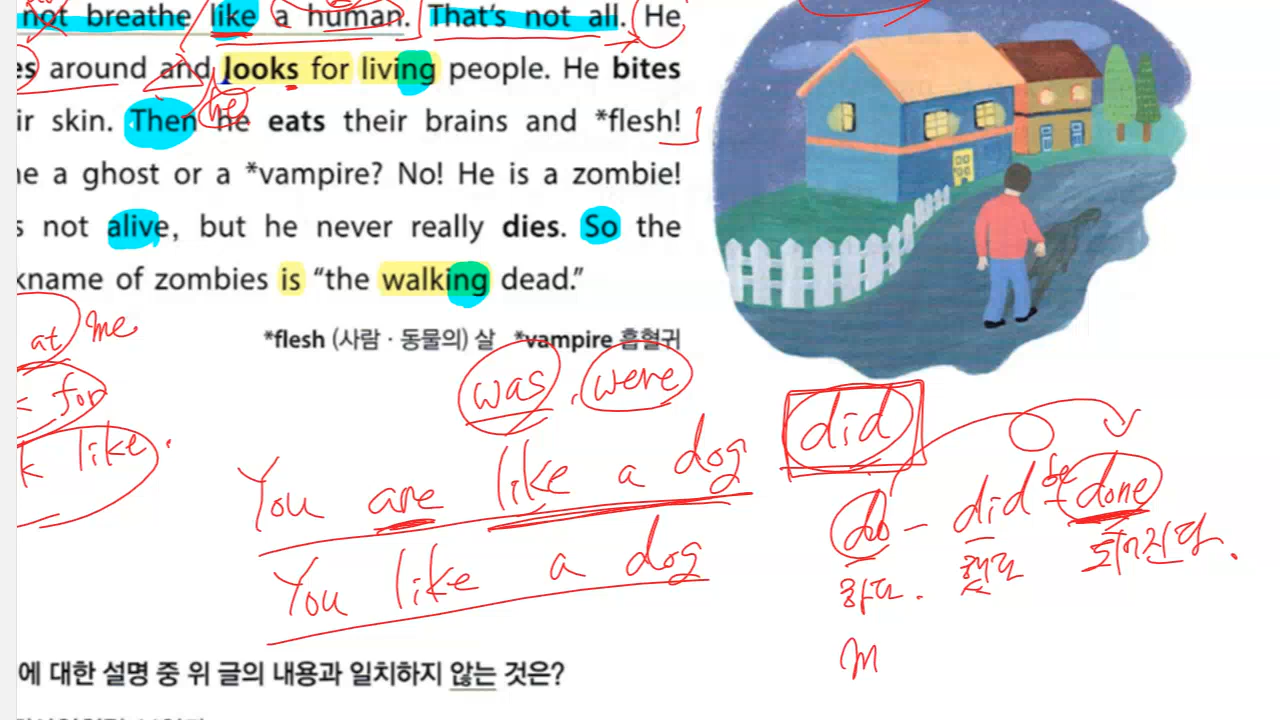 not breathe like a human. That's not all. He
es around and looks for living people. He bites
he
ir skin. Then he eats their brains and *flesh!
ne a ghost or a *vampire? No! He is a zombie!
s not alive, but he never really dies. So the
kname of zombies is “the walking dead.”
*flesh (사람 · 동물의) 살 *vampire 흡혈귀
at me
for
like
was, were
You are like a dog
You like a dog
did
do - did - done
be
하다. 했다 되어진다.
m
에 대한 설명 중 위 글의 내용과 일치하지 않는 것은?